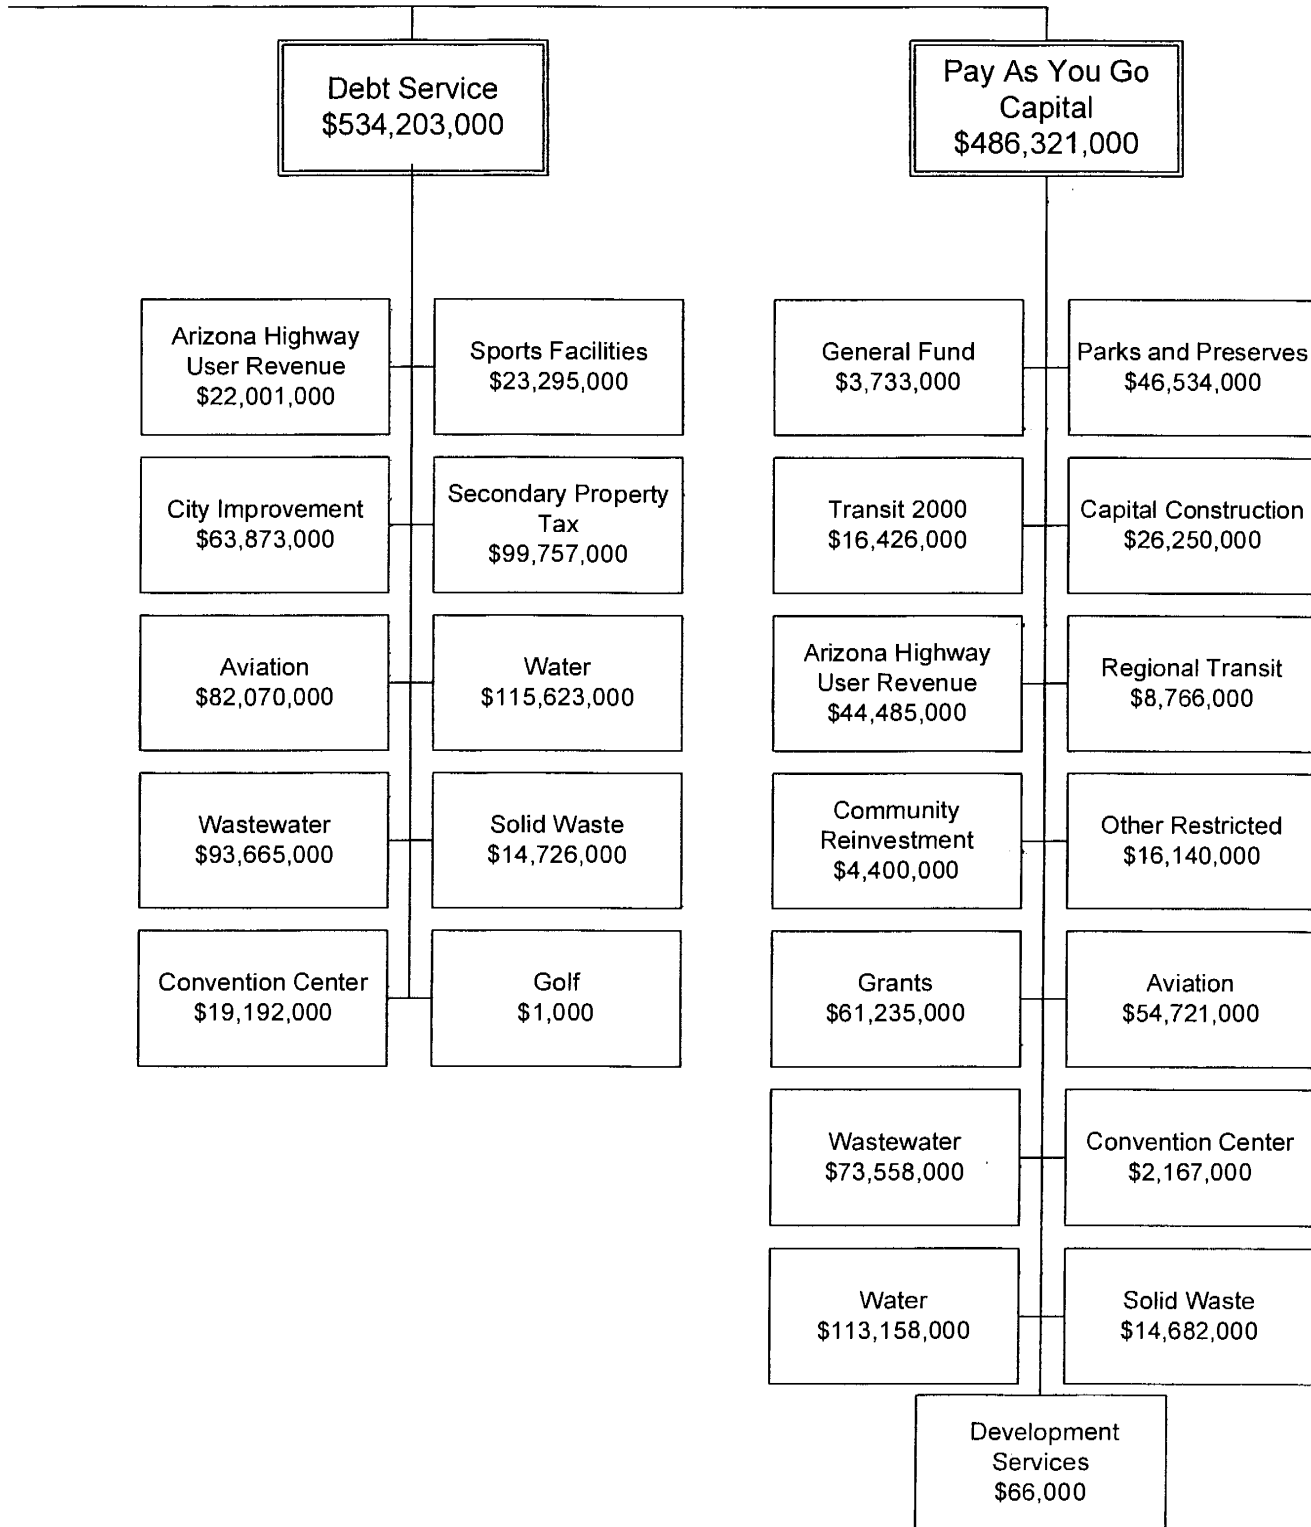 Debt Service
$534,203,000
Pay As You Go
Capital
$486,321,000
Arizona Highway
User Revenue
$22,001,000
Sports Facilities
$23,295,000
City Improvement
$63,873,000
Secondary Property
Tax
$99,757,000
Aviation
$82,070,000
Water
$115,623,000
Wastewater
$93,665,000
Solid Waste
$14,726,000
Convention Center
$19,192,000
Golf
$1,000
General Fund
$3,733,000
Parks and Preserves
$46,534,000
Transit 2000
$16,426,000
Capital Construction
$26,250,000
Arizona Highway
User Revenue
$44,485,000
Regional Transit
$8,766,000
Community
Reinvestment
$4,400,000
Other Restricted
$16,140,000
Grants
$61,235,000
Aviation
$54,721,000
Wastewater
$73,558,000
Convention Center
$2,167,000
Water
$113,158,000
Solid Waste
$14,682,000
Development
Services
$66,000